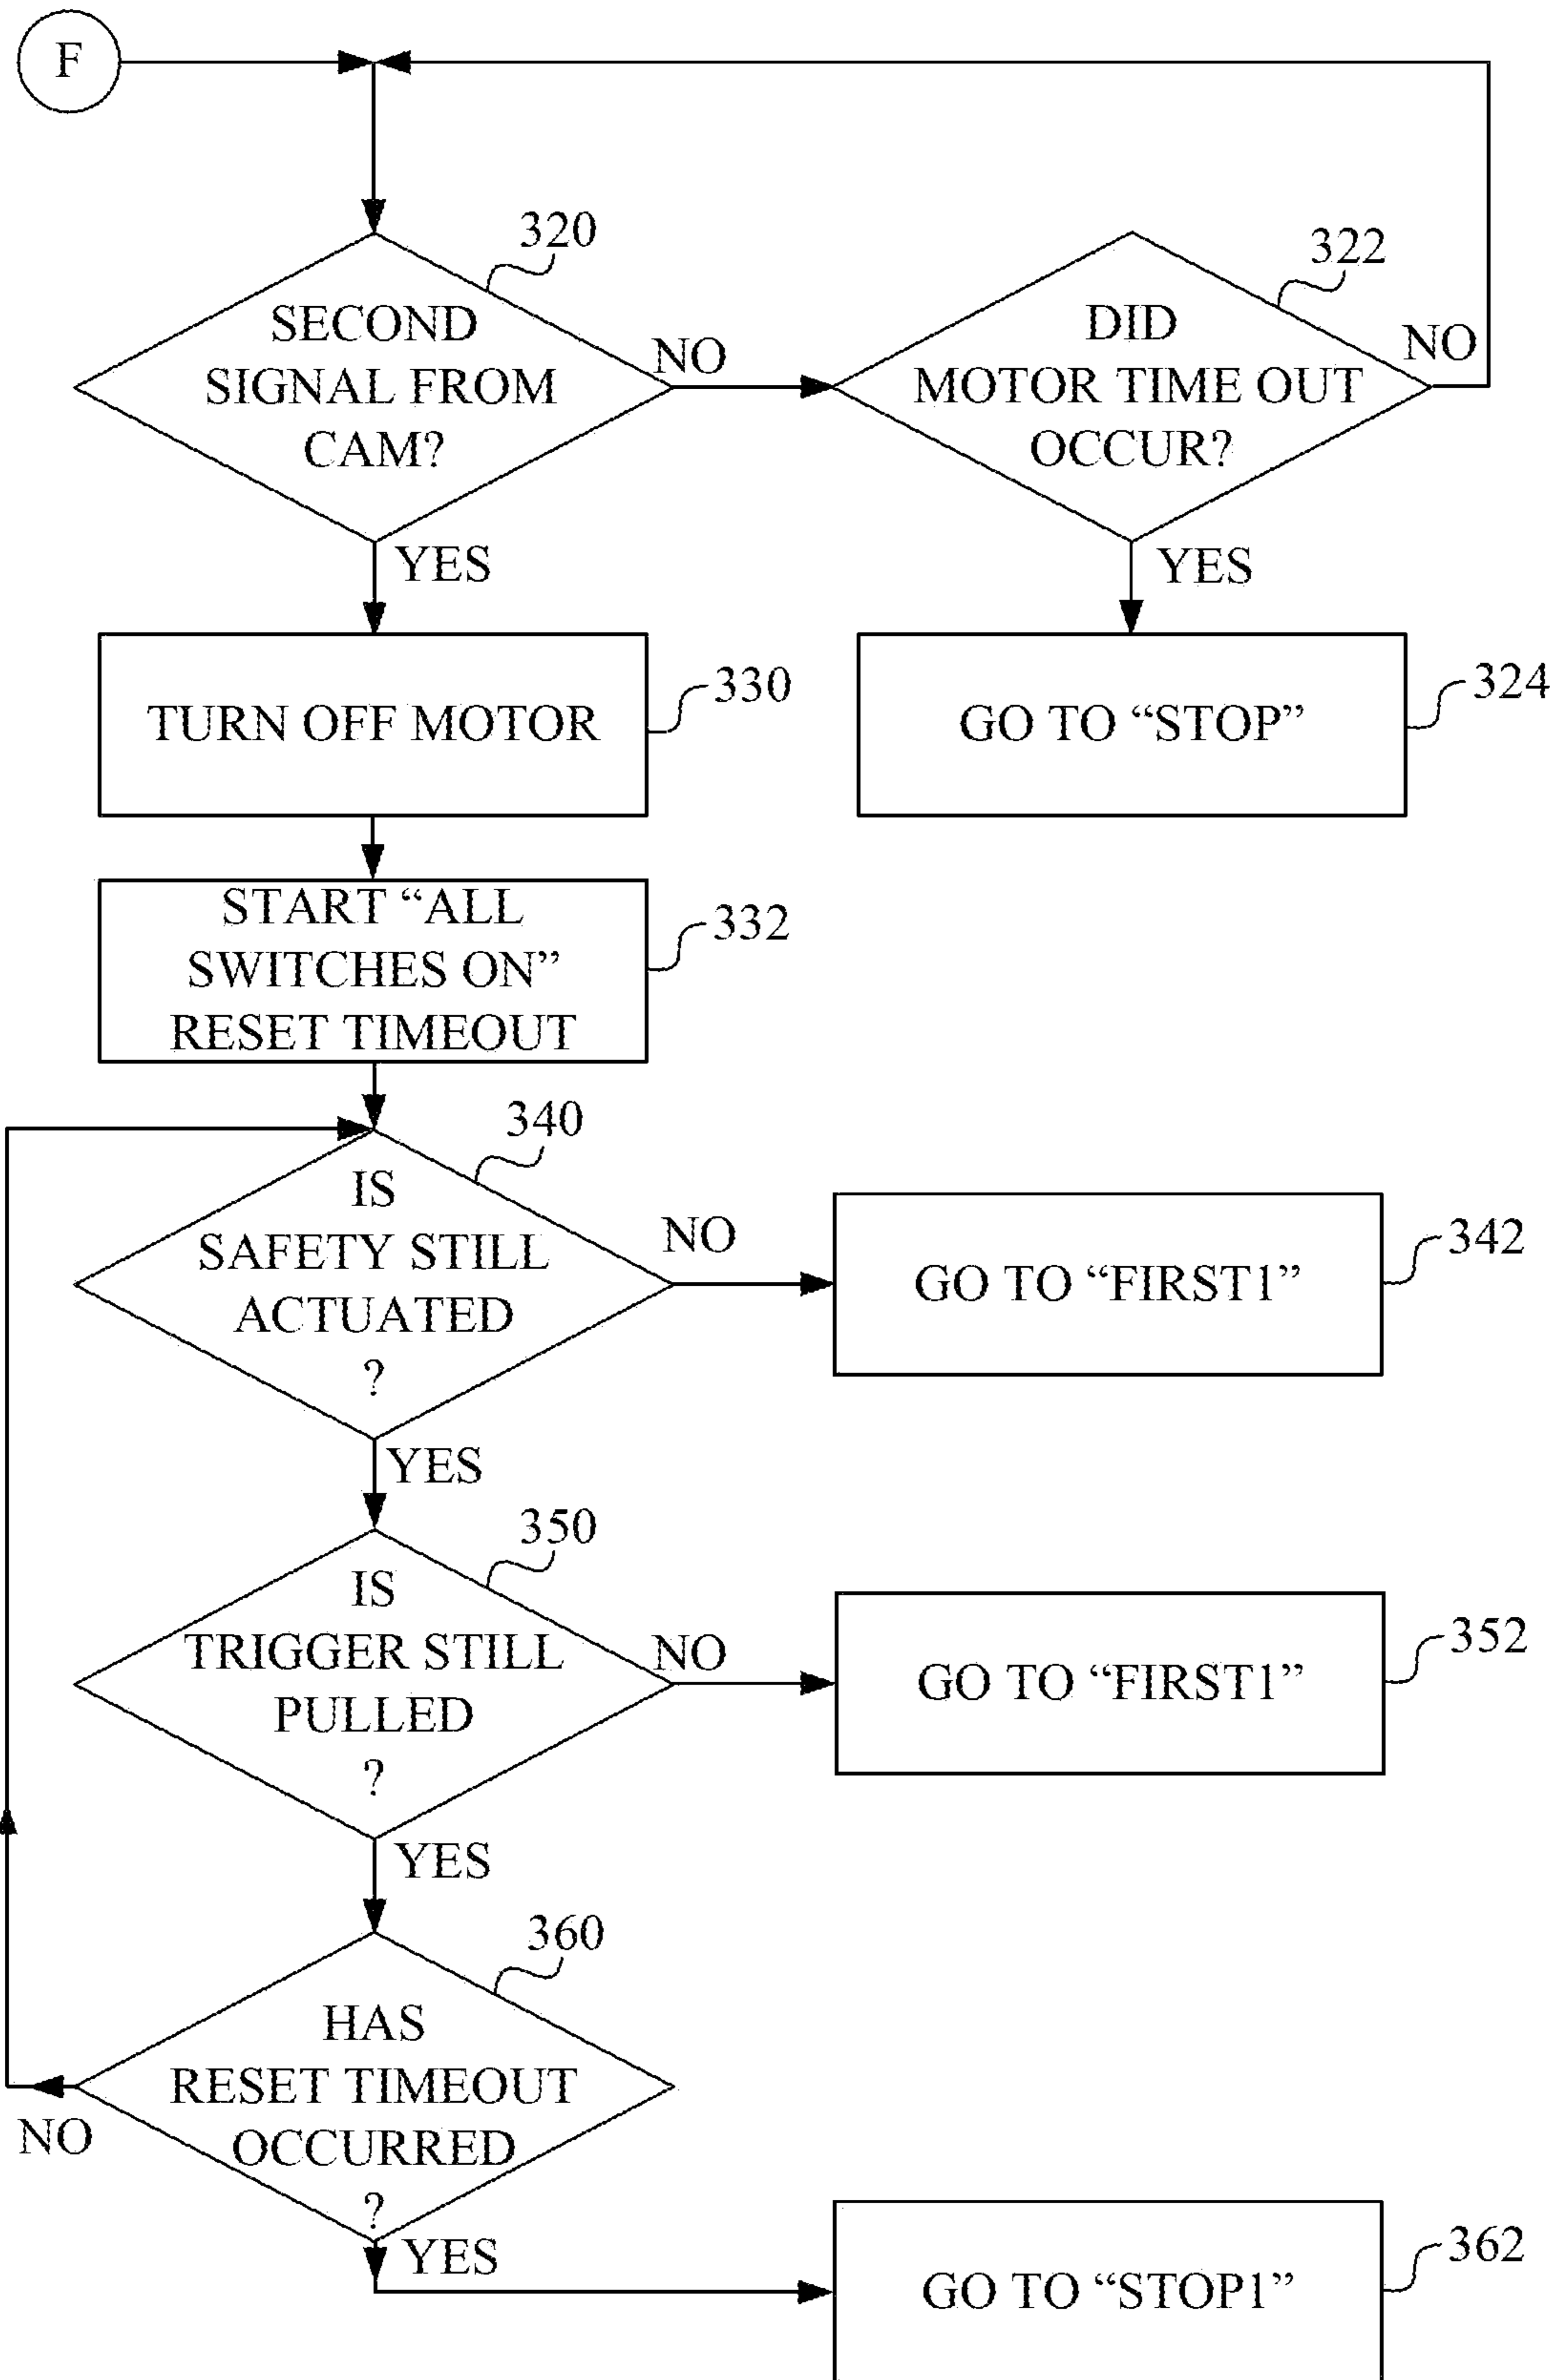 F
320
SECOND
SIGNAL FROM
CAM?
NO
YES
322
DID
MOTOR TIME OUT
OCCUR?
NO
YES
330
TURN OFF MOTOR
324
GO TO “STOP”
332
START “ALL
SWITCHES ON”
RESET TIMEOUT
340
IS
SAFETY STILL
ACTUATED
?
NO
YES
342
GO TO “FIRST1”
350
IS
TRIGGER STILL
PULLED
?
NO
YES
352
GO TO “FIRST1”
360
HAS
RESET TIMEOUT
OCCURRED
?
NO
YES
362
GO TO “STOP1”